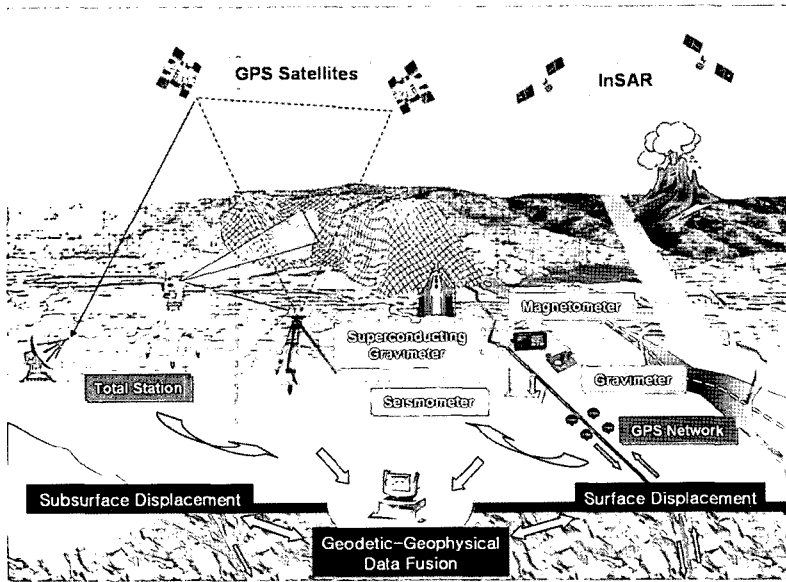 GPS Satellites
InSAR
Magnetometer
Superconducting
Gravimeter
Total Station
Gravimeter
Seismometer
GPS Network
Subsurface Displacement
Surface Displacement
Geodetic-Geophysical
Data Fusion